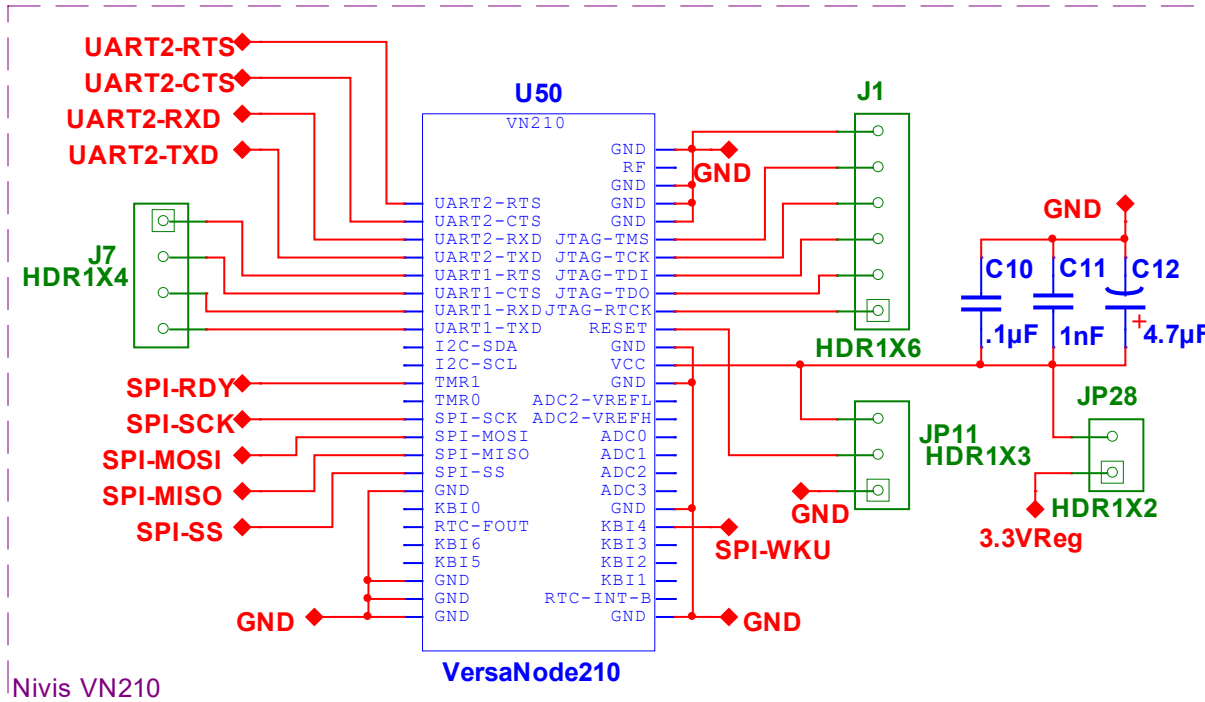 UART2-RTS
UART2-CTS
UART2-RXD
UART2-TXD
U50
VN210
J1
GND
RF
GND
GND
GND
GND
UART2-RTS
UART2-CTS
UART2-RXD JTAG-TMS
UART2-TXD JTAG-TCK
UART1-RTS JTAG-TDI
UART1-CTS JTAG-TDO
UART1-RXD JTAG-RTCK
UART1-TXD RESET
I2C-SDA GND
I2C-SCL VCC
TMR1 GND
TMR0 ADC2-VREFL
SPI-SCK ADC2-VREFH
SPI-MOSI ADC0
SPI-MISO ADC1
SPI-SS ADC2
GND ADC3
KBI0 GND
RTC-FOUT KBI4
KBI6 KBI3
KBI5 KBI2
GND KBI1
GND RTC-INT-B
GND GND
J7
HDR1X4
SPI-RDY
SPI-SCK
SPI-MOSI
SPI-MISO
SPI-SS
GND
HDR1X6
GND
C10 C11 C12
.1µF 1nF + 4.7µF
JP28
JP11
HDR1X3
GND
HDR1X2
3.3VReg
SPI-WKU
GND
VersaNode210
Nivis VN210